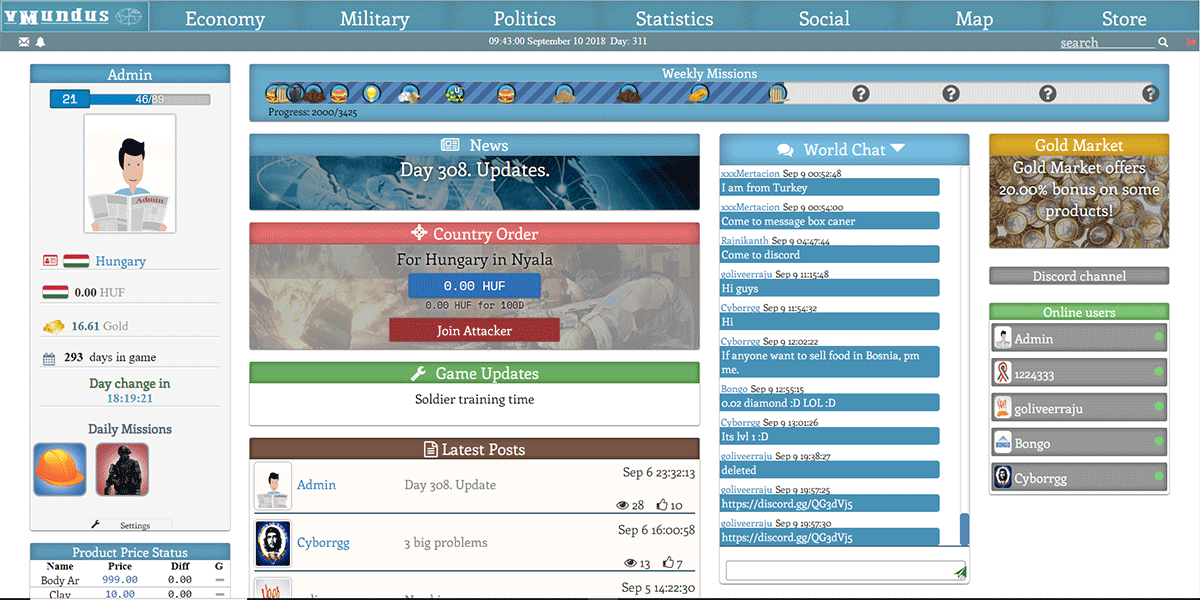 vMundus
Economy
Military
Politics
Statistics
Social
Map
Store
09:43:00 September 10 2018 Day: 311
search
Admin
21
46/89
Admin
Hungary
0.00 HUF
16.61 Gold
293 days in game
Day change in
18:19:21
Daily Missions
Settings
Product Price Status
Name Price Diff G
Body Ar 999.00 0.00
Clay 10.00 0.00
Weekly Missions
Progress: 2000/3425
News
Day 308. Updates.
Country Order
For Hungary in Nyala
0.00 HUF
0.00 HUF for 100D
Join Attacker
Game Updates
Soldier training time
Latest Posts
Admin
Day 308. Update
Sep 6 23:32:13
28 10
Cyborrgg
3 big problems
Sep 6 16:00:58
13 7
Sep 5 14:22:30
World Chat
xxxMertacion Sep 9 00:52:48
I am from Turkey
xxxMertacion Sep 9 00:54:00
Come to message box caner
Rajnikanth Sep 9 04:47:44
Come to discord
goliveerraju Sep 9 11:15:48
Hi guys
Cyborrgg Sep 9 11:54:32
Hi
Cyborrgg Sep 9 12:02:22
If anyone want to sell food in Bosnia, pm
me.
Bongo Sep 9 12:55:15
0.02 diamond :D LOL :D
Cyborrgg Sep 9 13:01:26
Its lvl 1 :D
goliveerraju Sep 9 19:38:27
deleted
goliveerraju Sep 9 19:57:25
https://discord.gg/QG3dVj5
goliveerraju Sep 9 19:57:30
https://discord.gg/QG3dVj5
Gold Market
Gold Market offers
20.00% bonus on some
products!
Discord channel
Online users
Admin
1224333
goliveerraju
Bongo
Cyborrgg